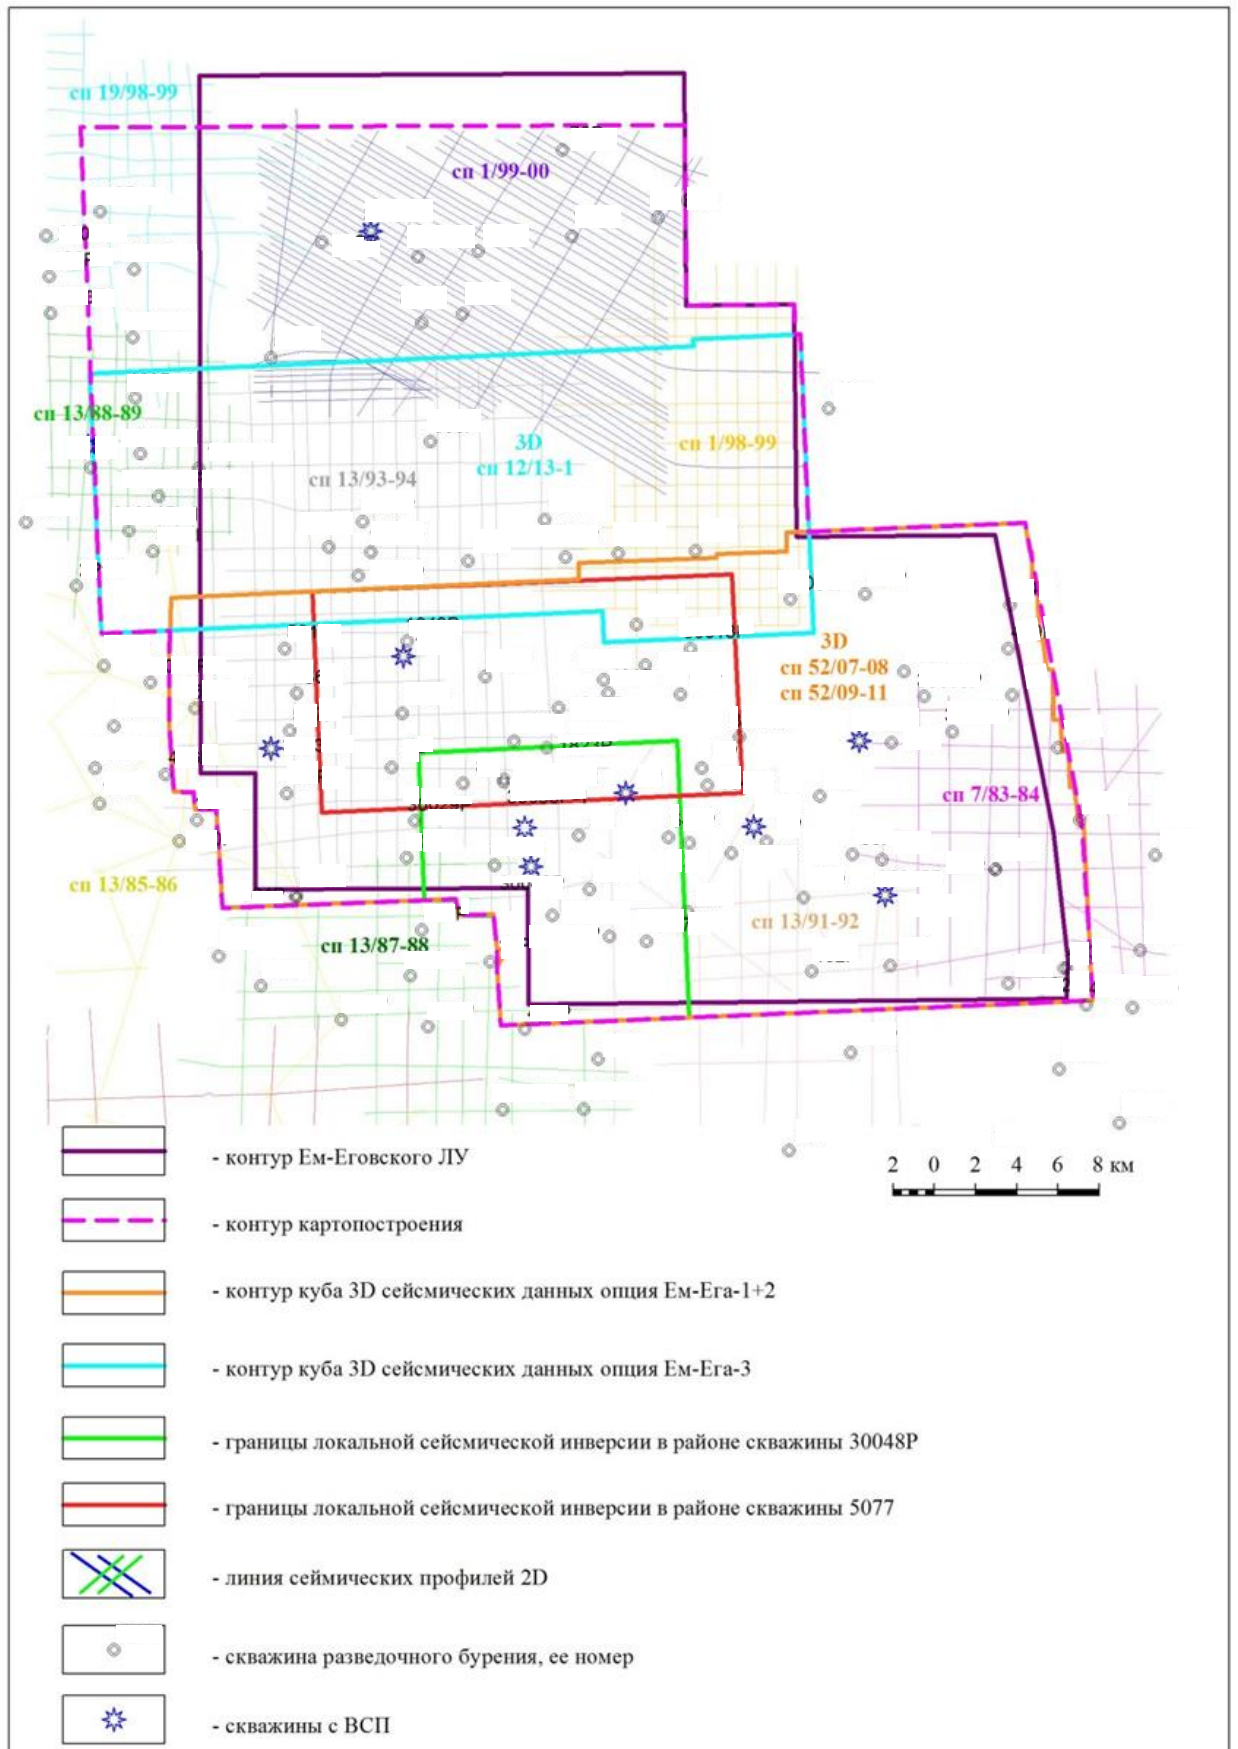 сп 19/98-99
сп 1/99-00
сп 13/88-89
3D
сп 12/13-1
сп 1/98-99
сп 13/93-94
3D
сп 52/07-08
сп 52/09-11
сп 7/83-84
сп 13/85-86
сп 13/91-92
сп 13/87-88
2 0 2 4 6 8 км
- контур Ем-Еговского ЛУ
- контур картопостроения
- контур куба 3D сейсмических данных опция Ем-Ега-1+2
- контур куба 3D сейсмических данных опция Ем-Ега-3
- границы локальной сейсмической инверсии в районе скважины 30048Р
- границы локальной сейсмической инверсии в районе скважины 5077
- линия сеймических профилей 2D
- скважина разведочного бурения, ее номер
- скважины с ВСП